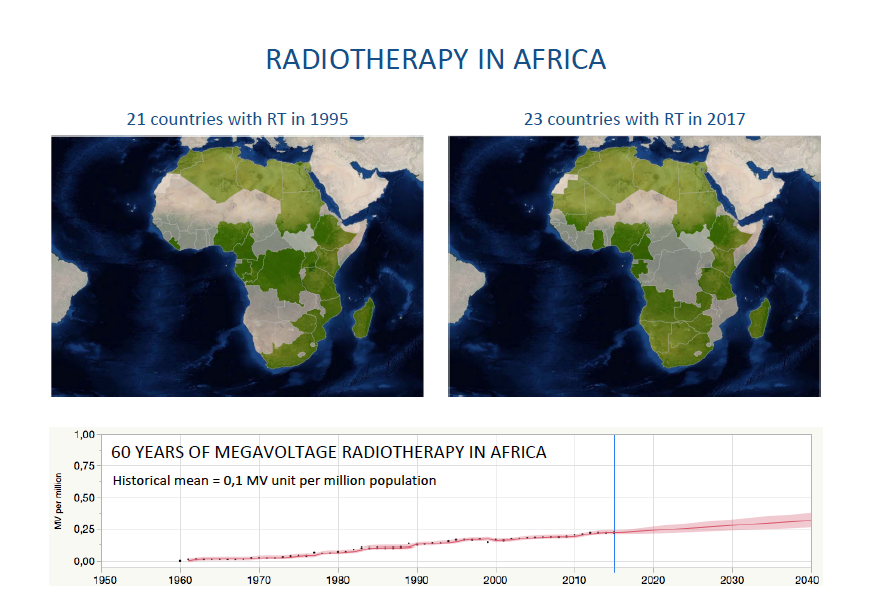 RADIOTHERAPY IN AFRICA
21 countries with RT in 1995
23 countries with RT in 2017
1,00
60 YEARS OF MEGAVOLTAGE RADIOTHERAPY IN AFRICA
0,75
Historical mean = 0,1 MV unit per million population
MV per million
0,50
0,25
0,00
1950 1960 1970 1980 1990 2000 2010 2020 2030 2040